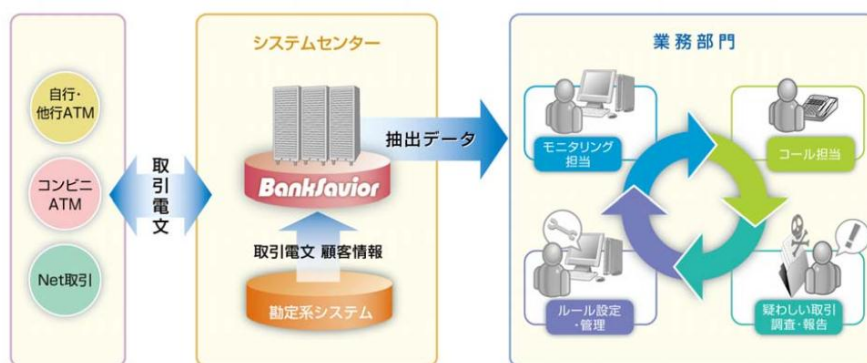 自行・
他行ATM
コンビニ
ATM
Net取引
取引電文
システムセンター
BankSavior
取引電文 顧客情報
勘定系システム
抽出データ
業務部門
モニタリング
担当
コール担当
ルール設定
・管理
疑わしい取引
調査・報告